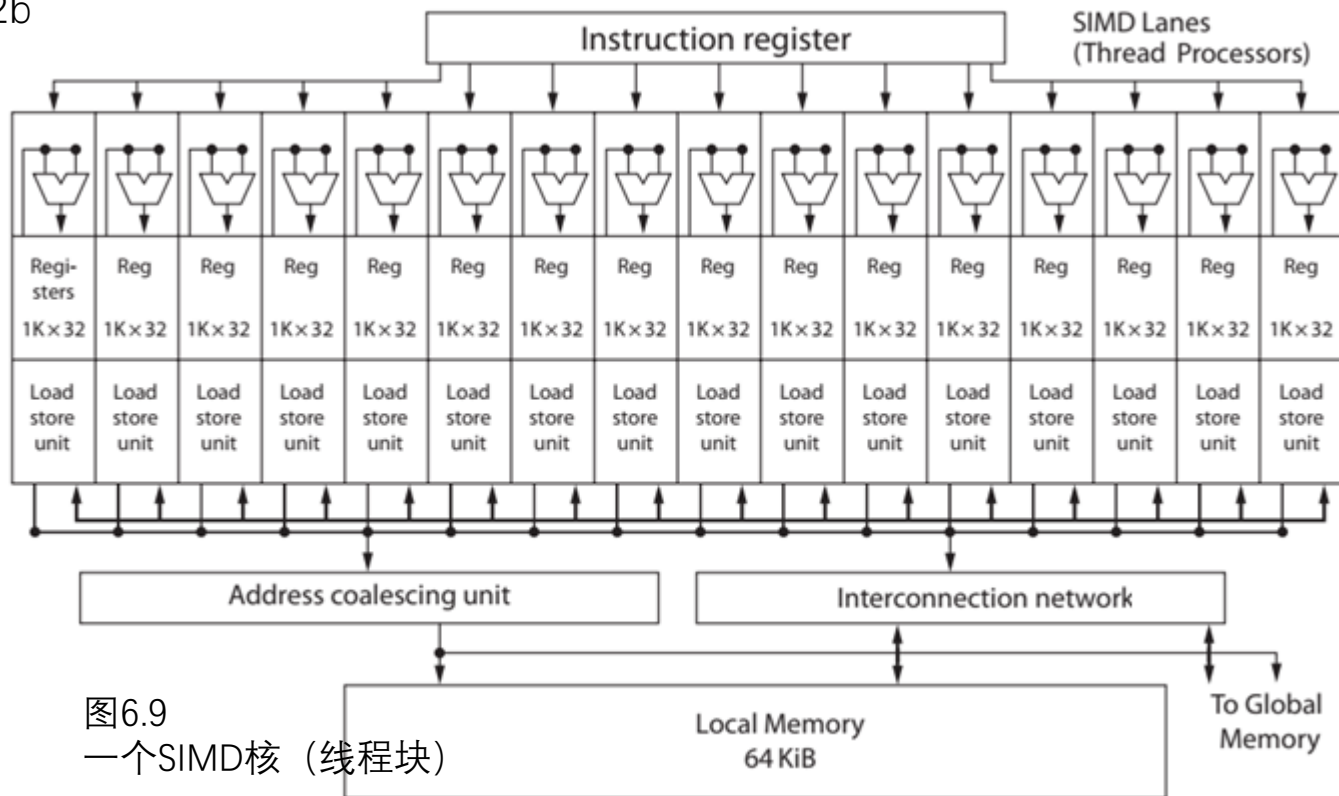 2b
Instruction register
SIMD Lanes
(Thread Processors)
Regi-
sters
1K×32
Reg
1K×32
Reg
1K×32
Reg
1K×32
Reg
1K×32
Reg
1K×32
Reg
1K×32
Reg
1K×32
Reg
1K×32
Reg
1K×32
Reg
1K×32
Reg
1K×32
Reg
1K×32
Reg
1K×32
Reg
1K×32
Reg
1K×32
Load
store
unit
Load
store
unit
Load
store
unit
Load
store
unit
Load
store
unit
Load
store
unit
Load
store
unit
Load
store
unit
Load
store
unit
Load
store
unit
Load
store
unit
Load
store
unit
Load
store
unit
Load
store
unit
Load
store
unit
Load
store
unit
Address coalescing unit
Interconnection network
图6.9
一个SIMD核（线程块）
Local Memory
64 KiB
To Global
Memory